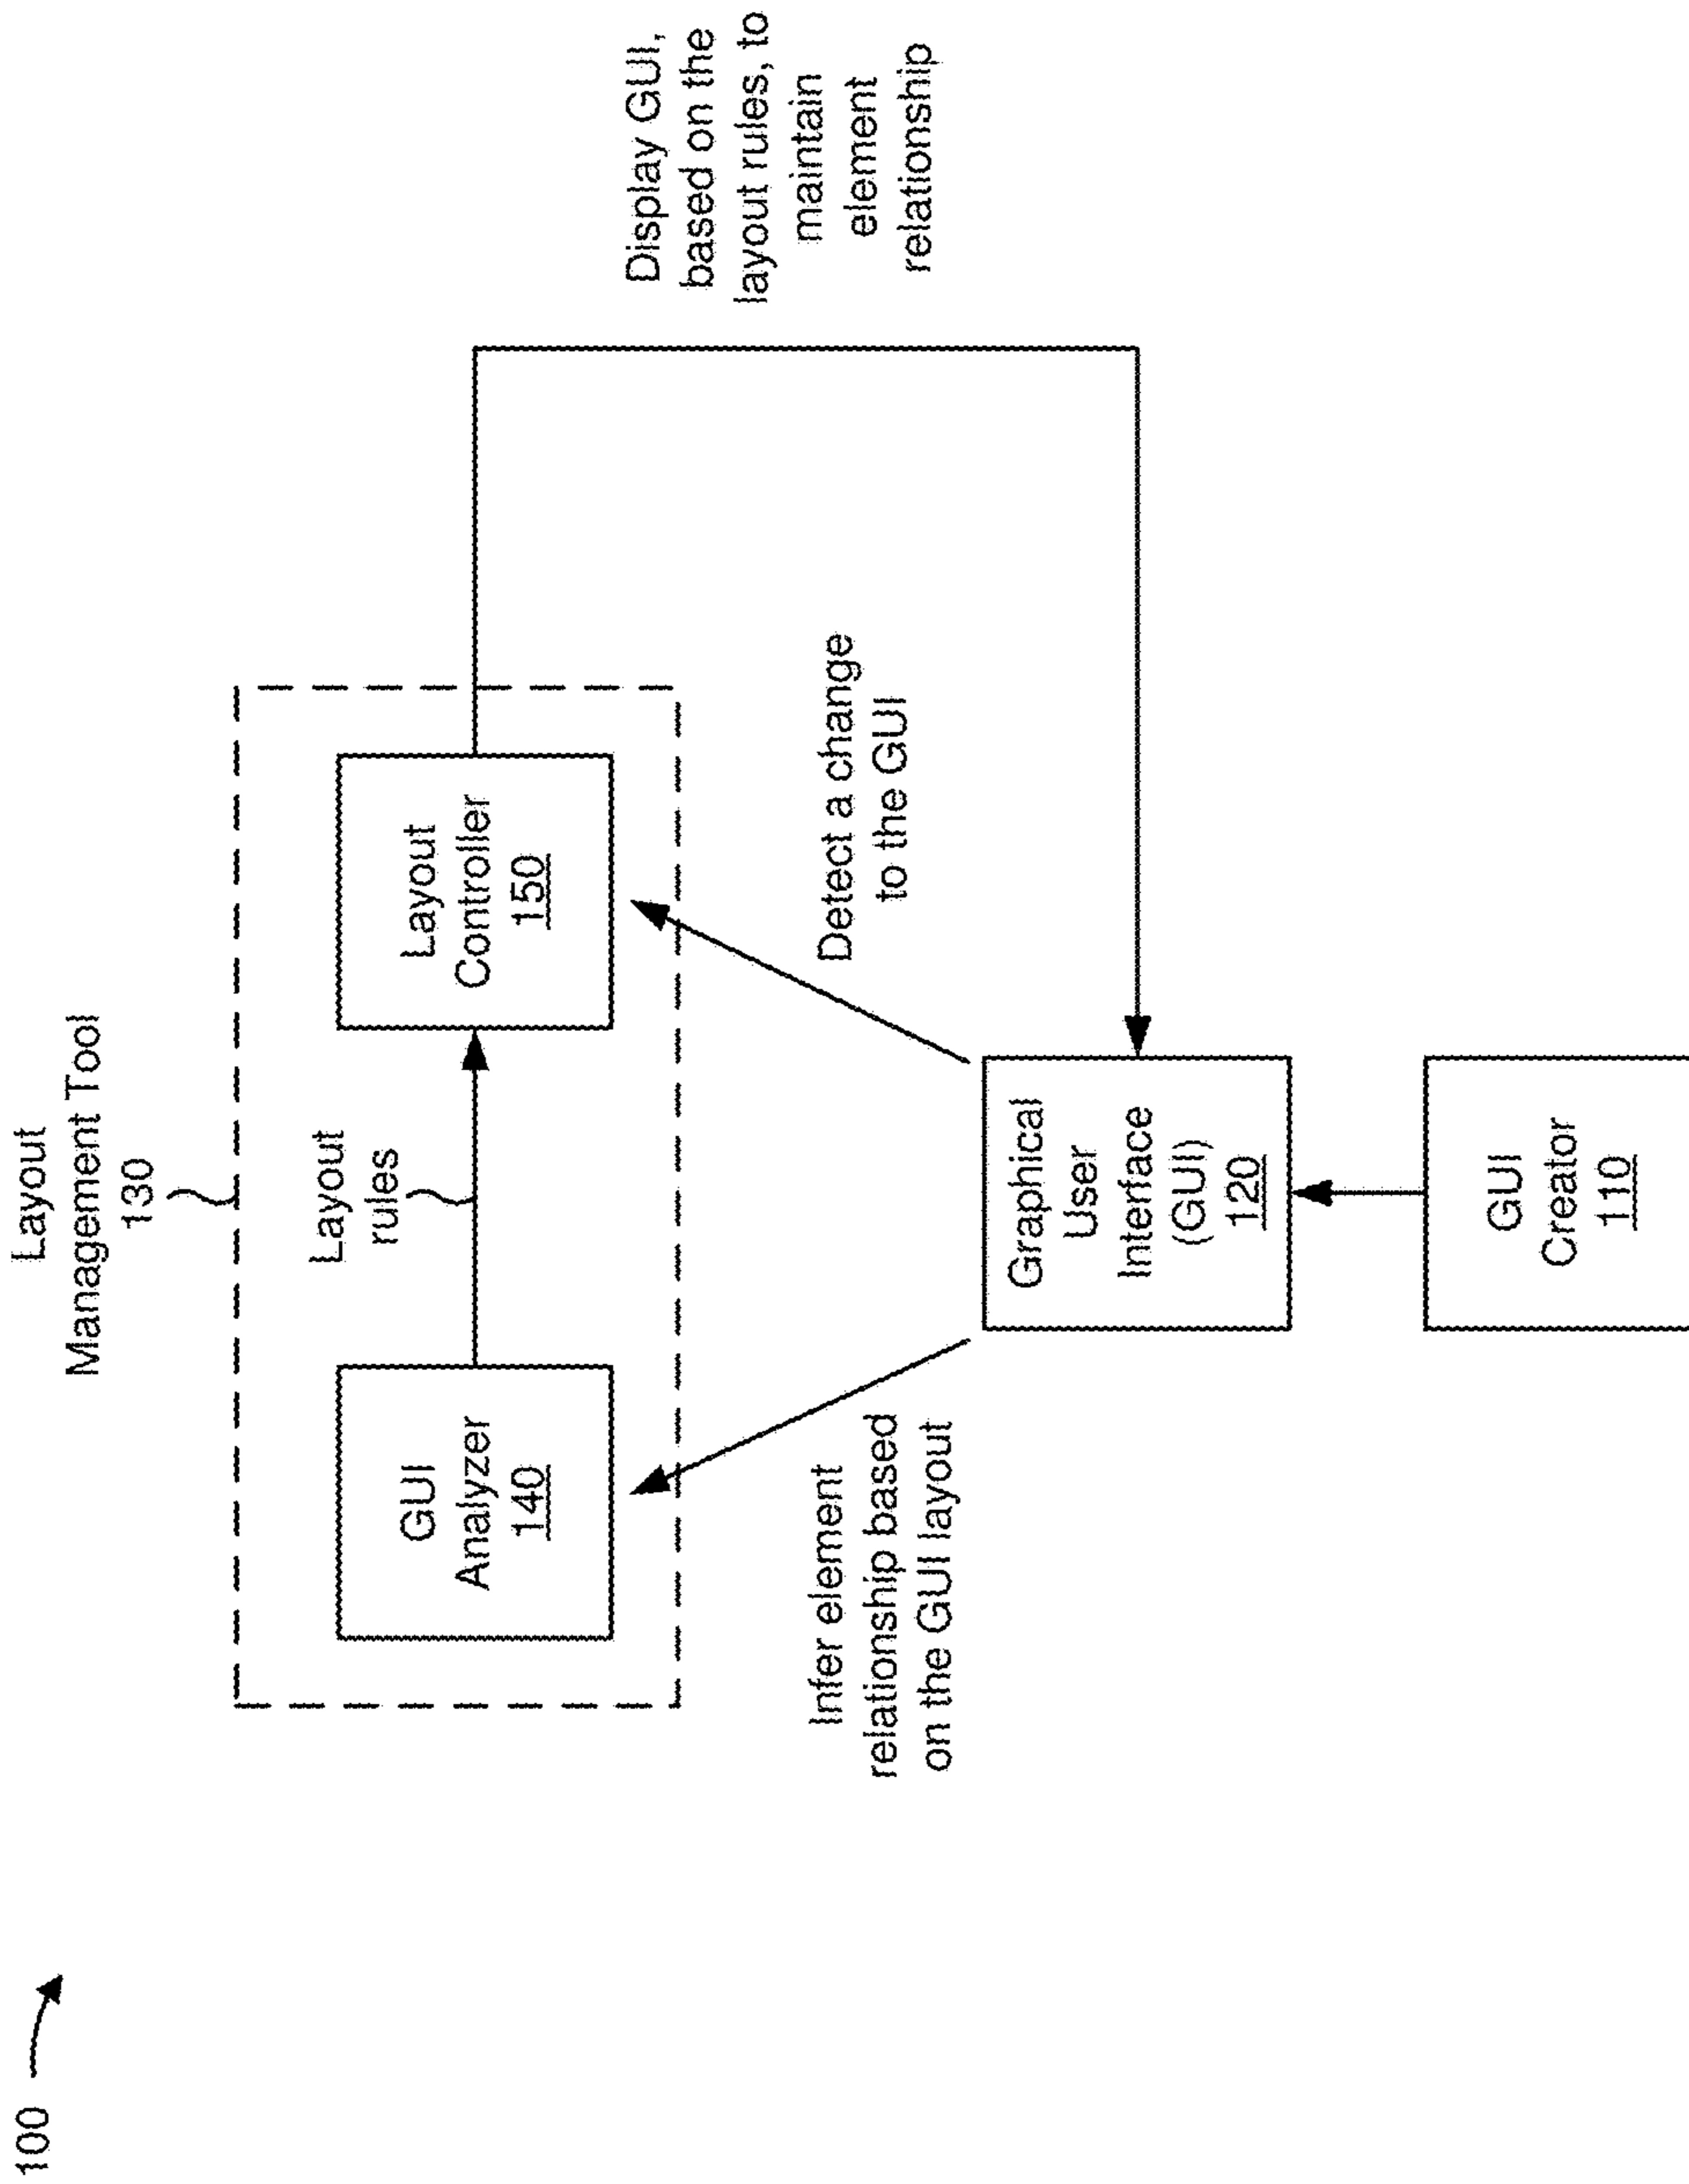 100
Layout
Management Tool
130
GUI
Analyzer
140
Layout
rules
Layout
Controller
150
Infer element
relationship based
on the GUI layout
Detect a change
to the GUI
Display GUI,
based on the
layout rules, to
maintain
element
relationship
Graphical
User
Interface
(GUI)
120
GUI
Creator
110